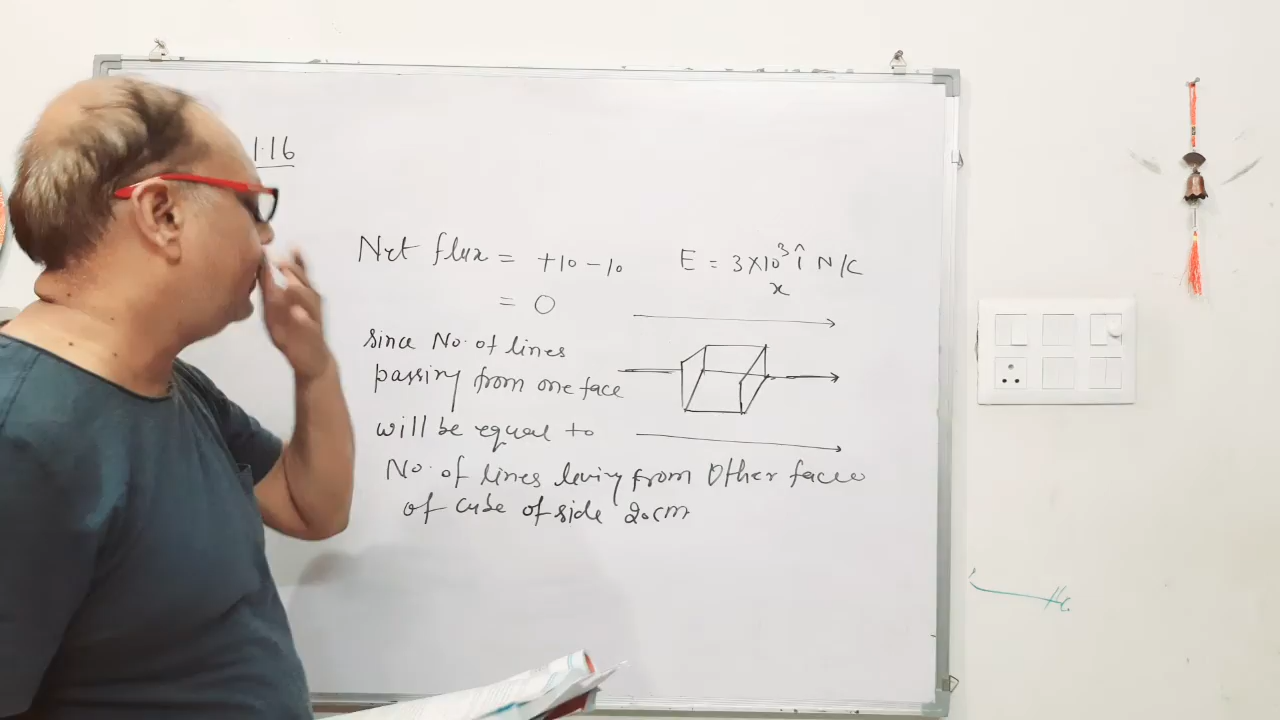 1.16
Net flux = +10 - 10
= 0
E = 3×10³ î N/C
x
since No. of lines
passing from one face
will be equal to
No. of lines leving from Other face
of cube of side 20cm